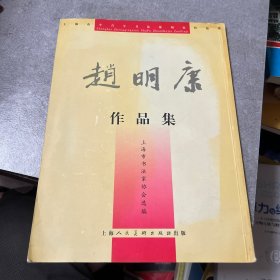 趙明康
作品集
上海市书法家协会选编
上海人民美术出版社出版